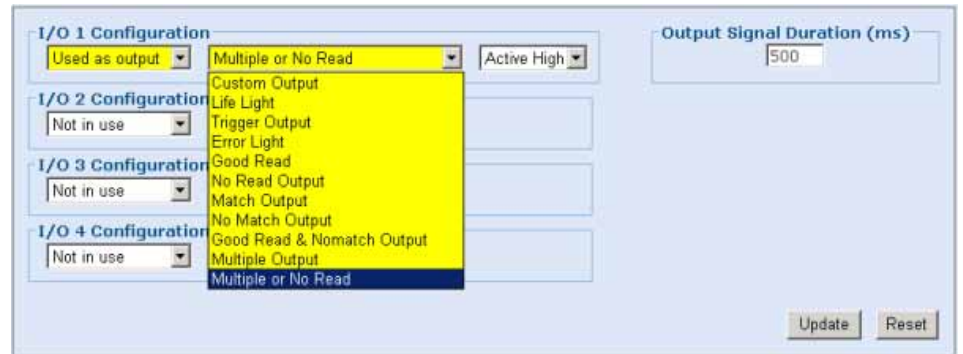 I/O 1 Configuration
Used as output
Multiple or No Read
Active High
Output Signal Duration (ms)
500
Custom Output
Life Light
Trigger Output
Error Light
Good Read
No Read Output
Match Output
No Match Output
Good Read & Nomatch Output
Multiple Output
Multiple or No Read
I/O 2 Configuration
Not in use
I/O 3 Configuration
Not in use
I/O 4 Configuration
Not in use
Update
Reset